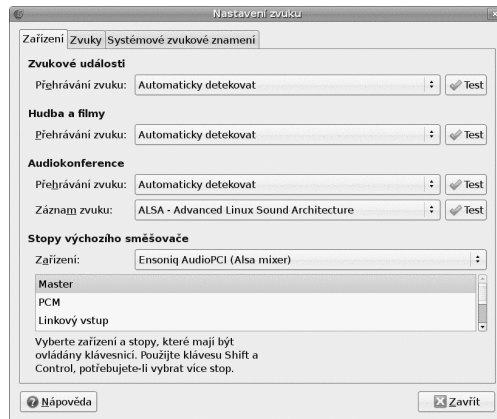 Nastavení zvuku
Zařízení Zvuky Systémové zvukové znamení
Zvukové události
Přehrávání zvuku: Automaticky detekovat Test
Hudba a filmy
Přehrávání zvuku: Automaticky detekovat Test
Audiokonference
Přehrávání zvuku: Automaticky detekovat Test
Záznam zvuku: ALSA - Advanced Linux Sound Architecture Test
Stopy výchozího směšovače
Zařízení: Ensoniq AudioPCI (Alsa mixer)
Master
PCM
Linkový vstup
Vyberte zařízení a stopy, které mají být
ovládány klávesnicí. Použijte klávesu Shift a
Control, potřebujete-li vybrat více stop.
Nápověda Zavřít